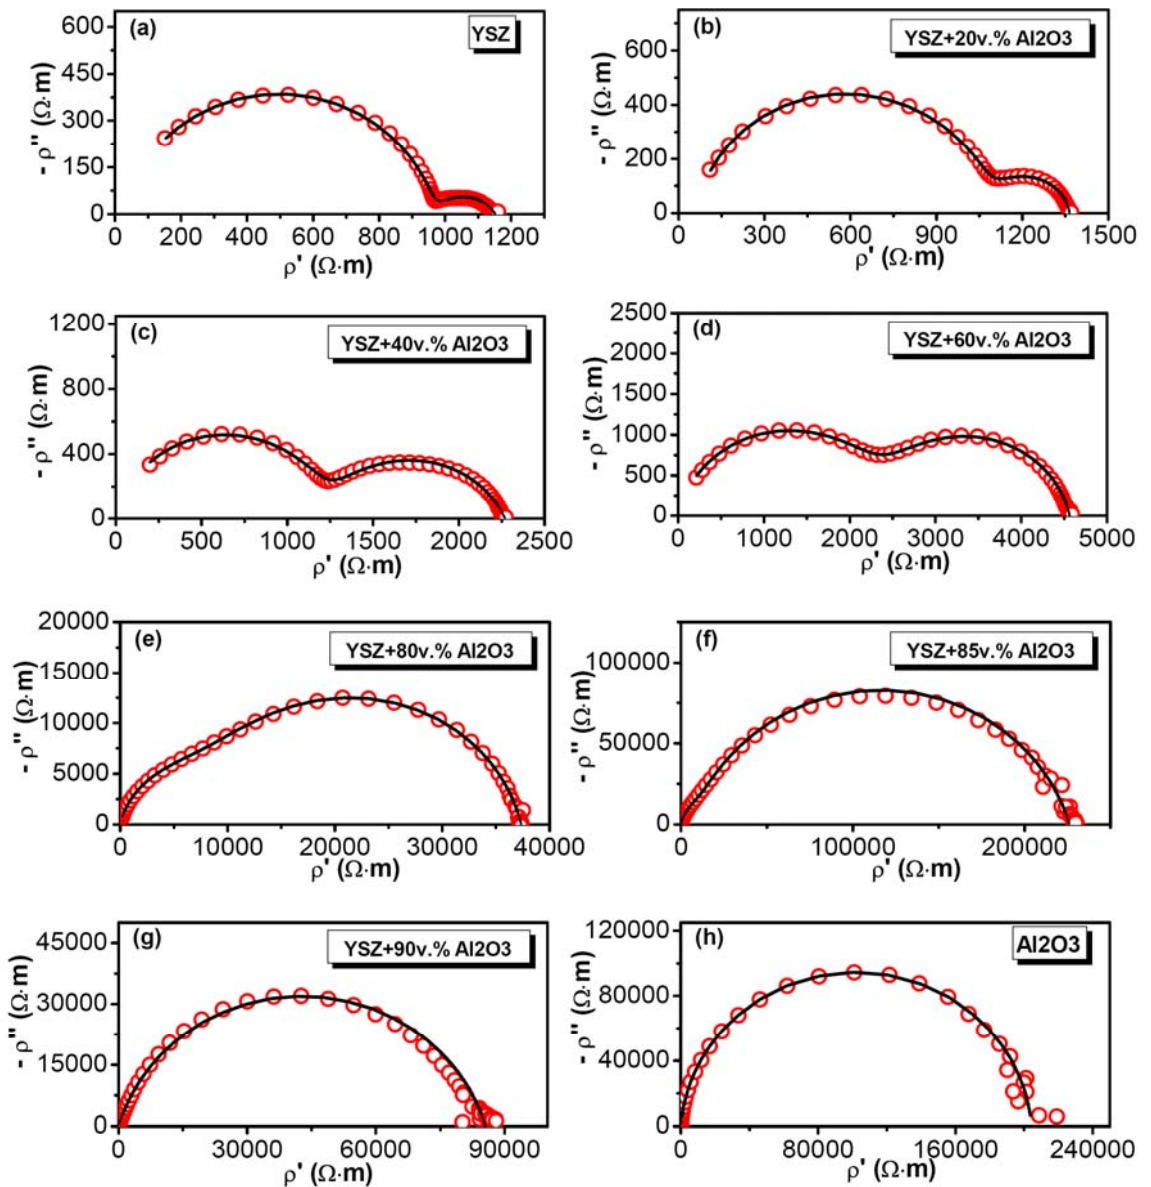 (a)
YSZ
- ρ'' (Ω·m)
600
450
300
150
0
0 200 400 600 800 1000 1200
ρ' (Ω·m)
(b)
YSZ+20v.% Al2O3
- ρ'' (Ω·m)
600
400
200
0
0 300 600 900 1200 1500
ρ' (Ω·m)
(c)
YSZ+40v.% Al2O3
- ρ'' (Ω·m)
1200
800
400
0
0 500 1000 1500 2000 2500
ρ' (Ω·m)
(d)
YSZ+60v.% Al2O3
- ρ'' (Ω·m)
2500
2000
1500
1000
500
0
0 1000 2000 3000 4000 5000
ρ' (Ω·m)
(e)
YSZ+80v.% Al2O3
- ρ'' (Ω·m)
20000
15000
10000
5000
0
0 10000 20000 30000 40000
ρ' (Ω·m)
(f)
YSZ+85v.% Al2O3
- ρ'' (Ω·m)
100000
50000
0
0 100000 200000
ρ' (Ω·m)
(g)
YSZ+90v.% Al2O3
- ρ'' (Ω·m)
45000
30000
15000
0
0 30000 60000 90000
ρ' (Ω·m)
(h)
Al2O3
- ρ'' (Ω·m)
120000
80000
40000
0
0 80000 160000 240000
ρ' (Ω·m)